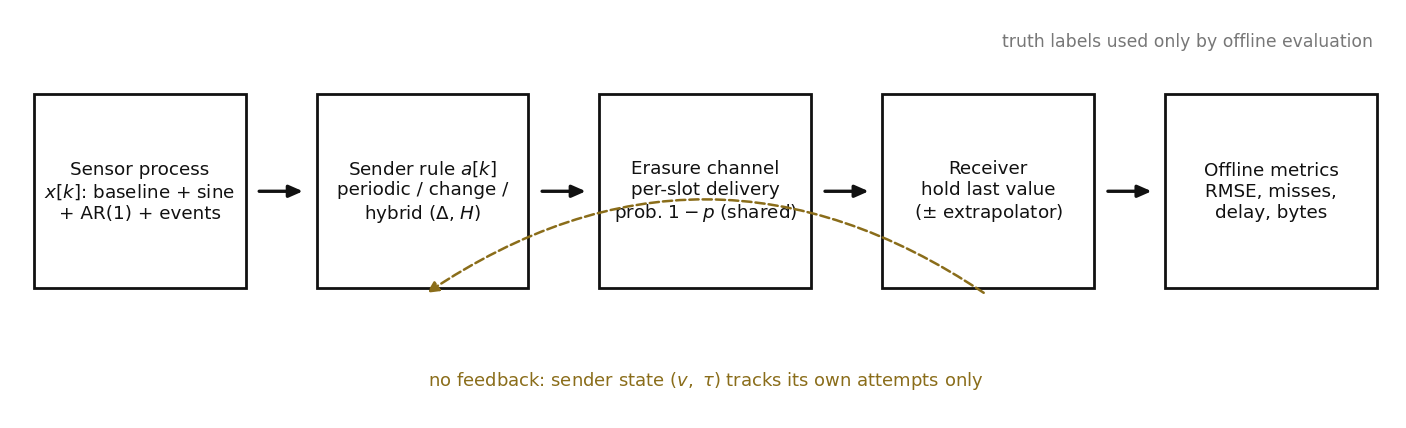 truth labels used only by offline evaluation
Sensor process
x[k]: baseline + sine
+ AR(1) + events
Sender rule a[k]
periodic / change /
hybrid (Δ, H)
Erasure channel
per-slot delivery
prob. 1 − p (shared)
Receiver
hold last value
(± extrapolator)
Offline metrics
RMSE, misses,
delay, bytes
no feedback: sender state (v, τ) tracks its own attempts only